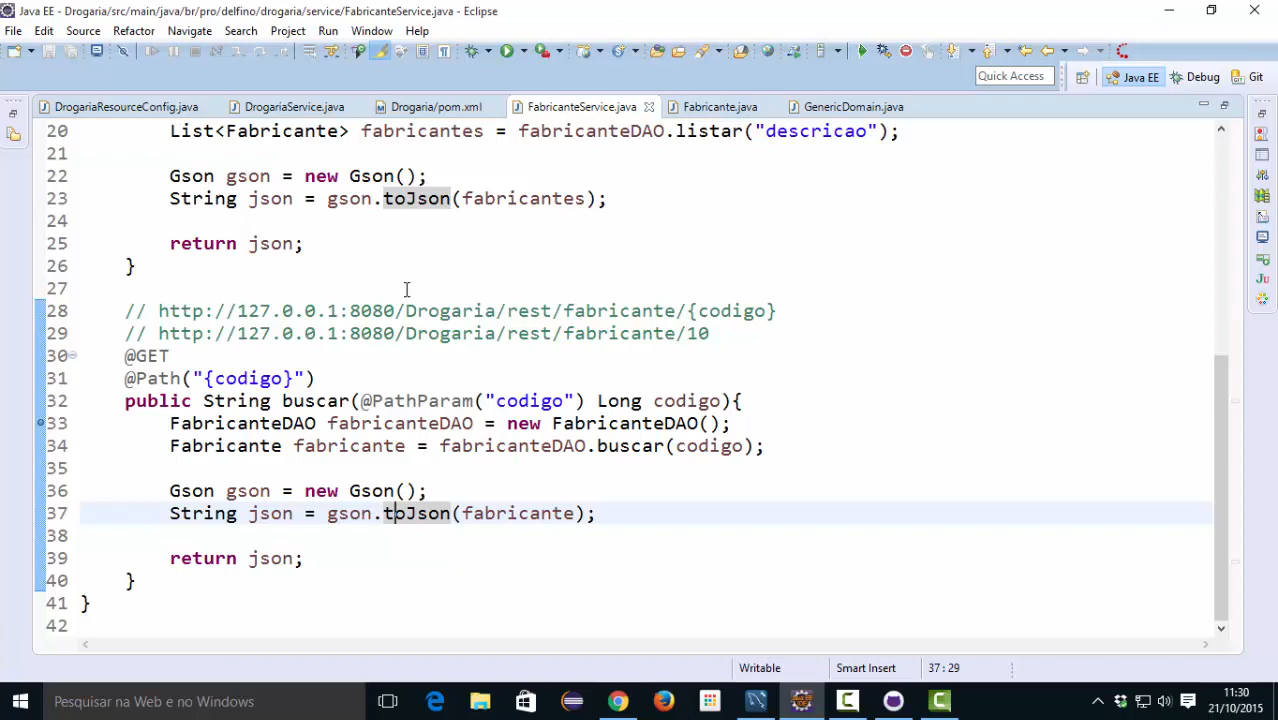 Java EE - Drogaria/src/main/java/br/pro/delfino/drogaria/service/FabricanteService.java - Eclipse
File Edit Source Refactor Navigate Search Project Run Window Help
Quick Access Java EE Debug Git
DrogariaResourceConfig.java DrogariaService.java Drogaria/pom.xml FabricanteService.java Fabricante.java GenericDomain.java
20 List<Fabricante> fabricantes = fabricanteDAO.listar("descricao");
21
22 Gson gson = new Gson();
23 String json = gson.toJson(fabricantes);
24
25 return json;
26 }
27
28 // http://127.0.0.1:8080/Drogaria/rest/fabricante/{codigo}
29 // http://127.0.0.1:8080/Drogaria/rest/fabricante/10
30 @GET
31 @Path("{codigo}")
32 public String buscar(@PathParam("codigo") Long codigo){
33 FabricanteDAO fabricanteDAO = new FabricanteDAO();
34 Fabricante fabricante = fabricanteDAO.buscar(codigo);
35
36 Gson gson = new Gson();
37 String json = gson.toJson(fabricante);
38
39 return json;
40 }
41 }
42
Writable Smart Insert 37 : 29
Pesquisar na Web e no Windows 11:30
21/10/2015